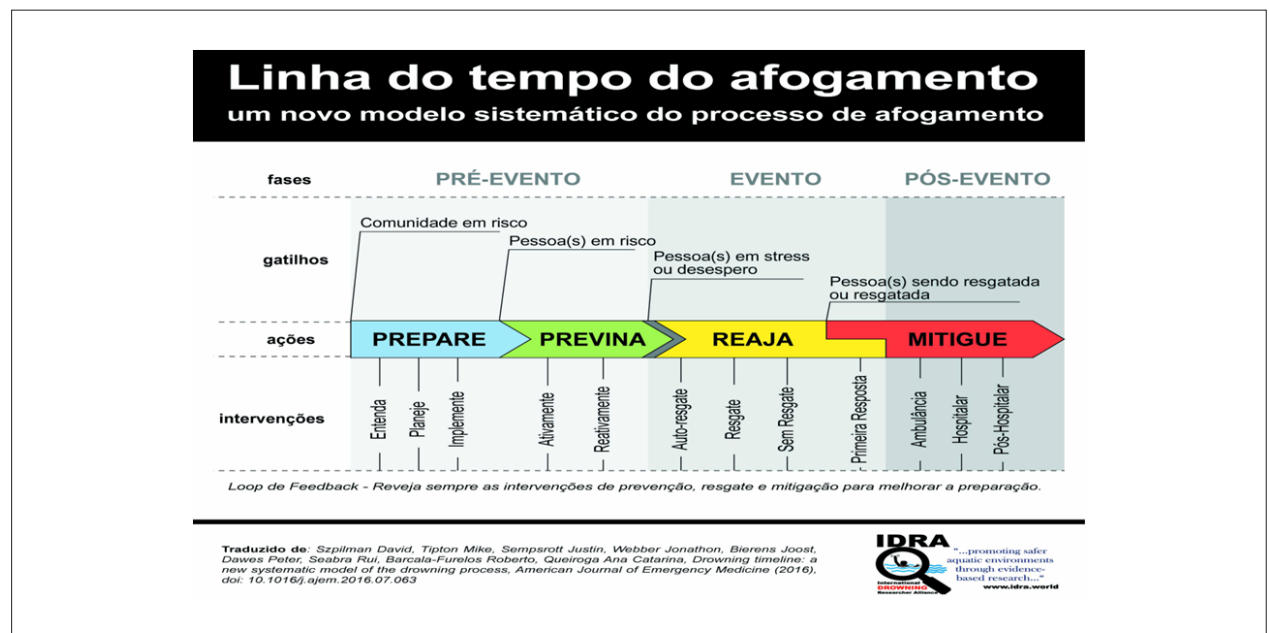 Linha do tempo do afogamento
um novo modelo sistemático do processo de afogamento
fases
PRÉ-EVENTO
EVENTO
PÓS-EVENTO
gatilhos
Comunidade em risco
Pessoa(s) em risco
Pessoa(s) em stress
ou desespero
Pessoa(s) sendo resgatada
ou resgatada
ações
PREPARE
PREVINA
REAJA
MITIGUE
intervenções
Entenda
Planeje
Implemente
Ativamente
Reativamente
Auto-resgate
Resgate
Sem Resgate
Primeira Resposta
Ambulância
Hospitalar
Pós-Hospitalar
Loop de Feedback - Reveja sempre as intervenções de prevenção, resgate e mitigação para melhorar a preparação.
Traduzido de: Szpilman David, Tipton Mike, Sempsrott Justin, Webber Jonathon, Bierens Joost,
Dawes Peter, Seabra Rui, Barcala-Furelos Roberto, Queiroga Ana Catarina, Drowning timeline: a
new systematic model of the drowning process, American Journal of Emergency Medicine (2016),
doi: 10.1016/j.ajem.2016.07.063
IDRA
International
DROWNING
Researcher Alliance
"...promoting safer
aquatic environments
through evidence-
based research..."
www.idra.world